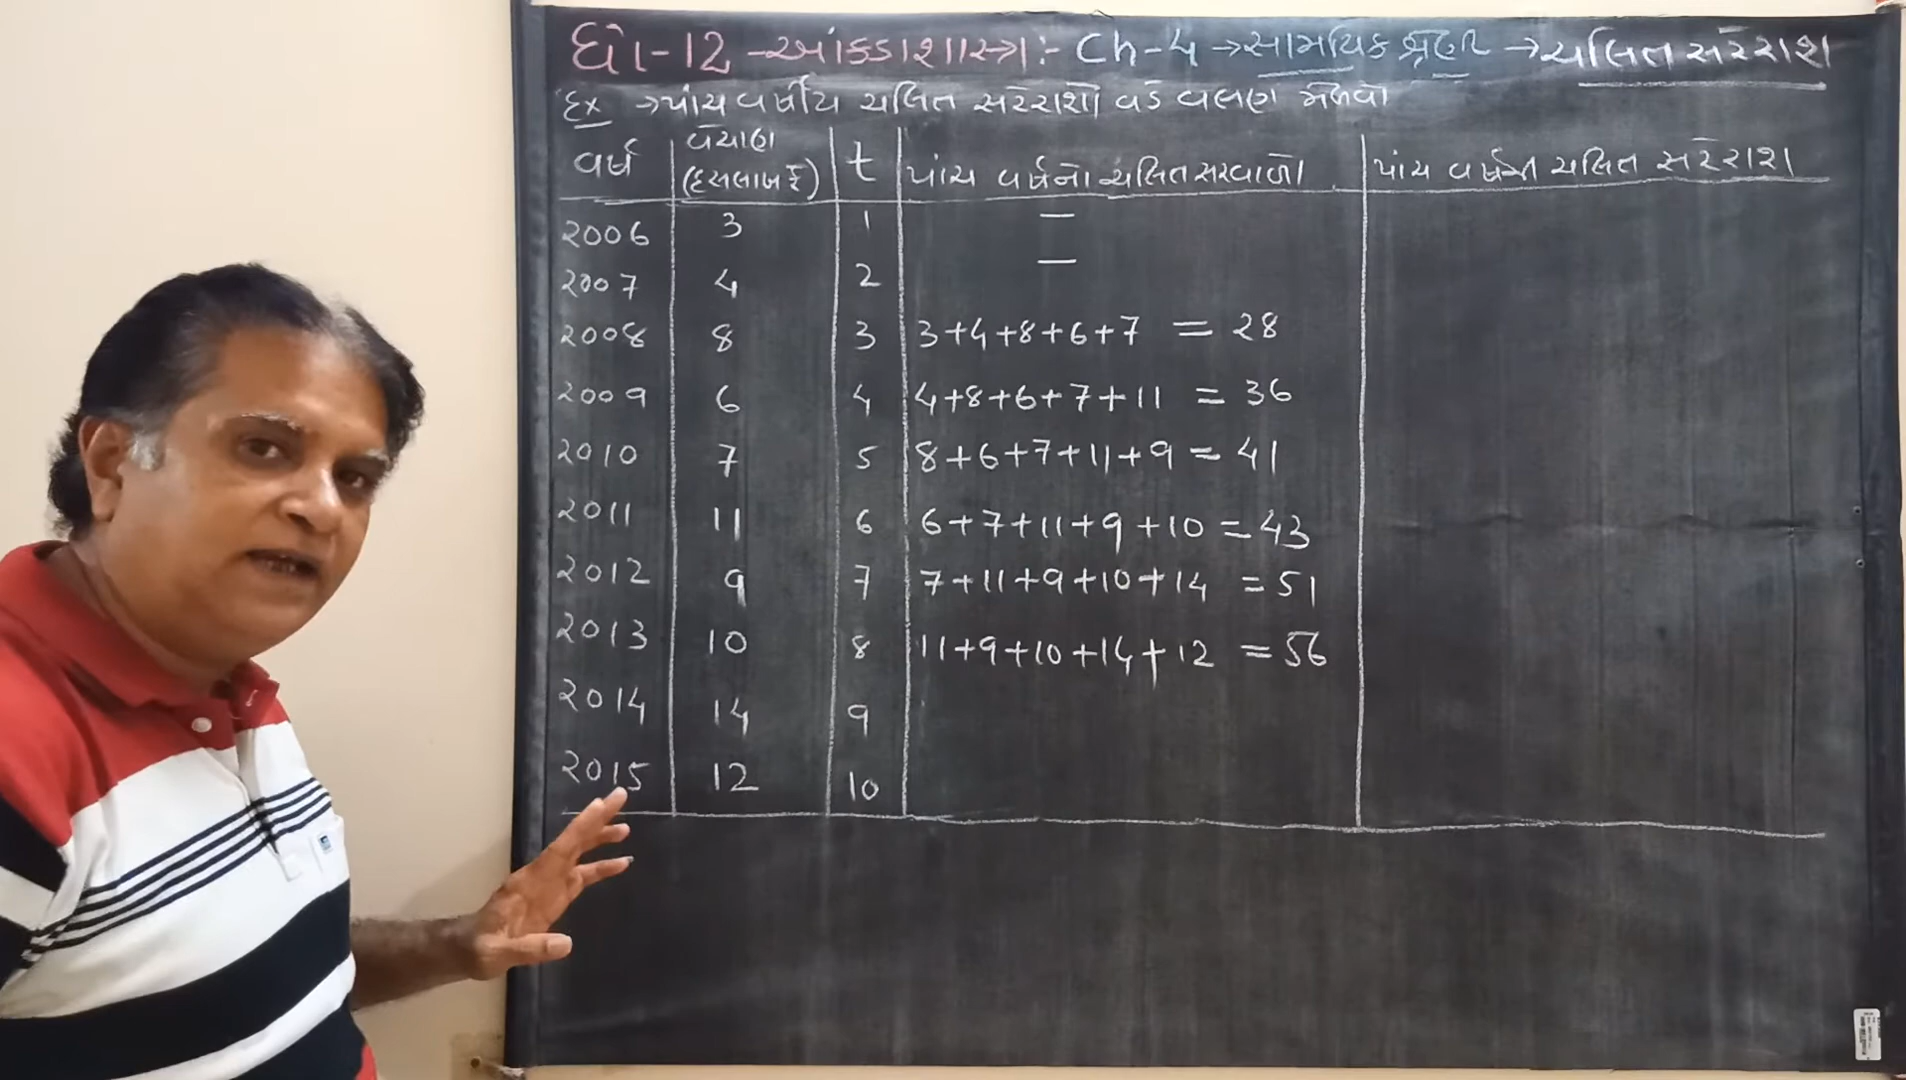 ધો-12 - આંકડાશાસ્ત્ર :- Ch-4 → સામયિક શ્રેણી → ચલિત સરેરાશ
Ex → પાંચ વર્ષીય ચલિત સરેરાશો વડે વલણ મેળવો
વર્ષ વેચાણ (દસલાખ રૂ) t પાંચ વર્ષનો ચલિત સરવાળો પાંચ વર્ષની ચલિત સરેરાશ
2006 3 1 —
2007 4 2 —
2008 8 3 3+4+8+6+7 = 28
2009 6 4 4+8+6+7+11 = 36
2010 7 5 8+6+7+11+9 = 41
2011 11 6 6+7+11+9+10 = 43
2012 9 7 7+11+9+10+14 = 51
2013 10 8 11+9+10+14+12 = 56
2014 14 9
2015 12 10